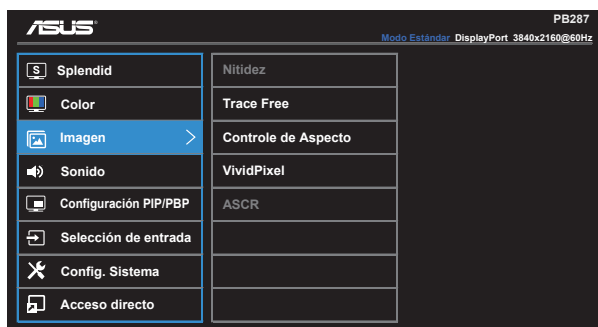 ASUS
PB287
Modo Estándar DisplayPort 3840x2160@60Hz
S Splendid
Color
Imagen
Sonido
Configuración PIP/PBP
Selección de entrada
Config. Sistema
Acceso directo
Nitidez
Trace Free
Controle de Aspecto
VividPixel
ASCR